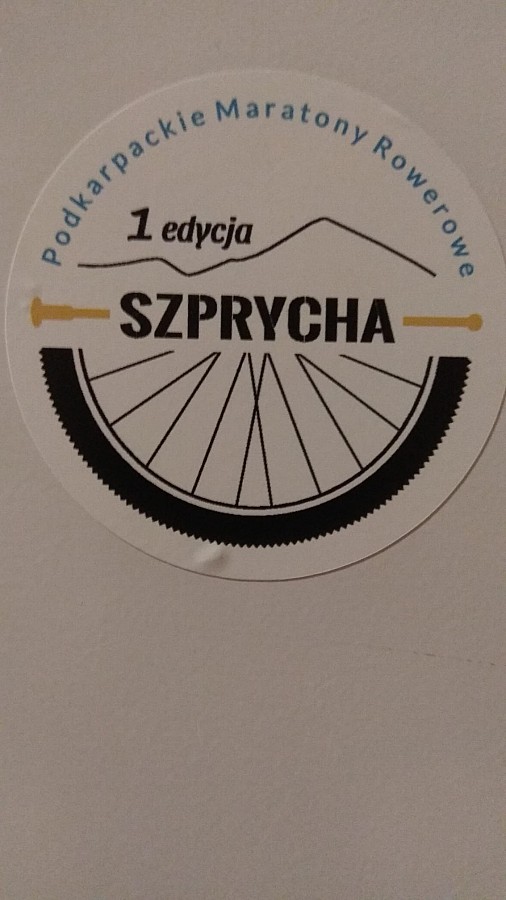 Podkarpackie Maratony Rowerowe
1 edycja
SZPRYCHA